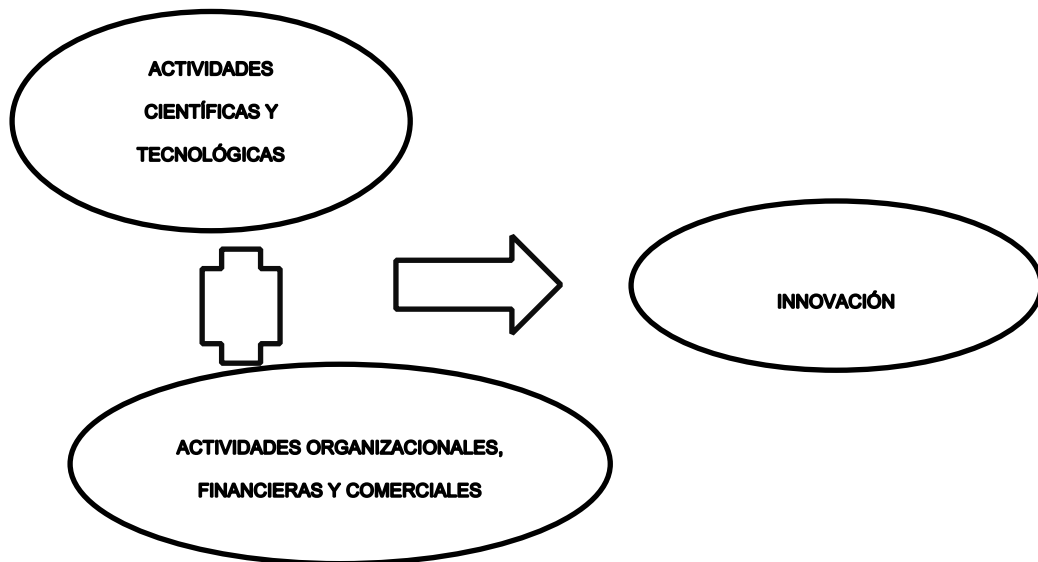 ACTIVIDADES
CIENTÍFICAS Y
TECNOLÓGICAS
INNOVACIÓN
ACTIVIDADES ORGANIZACIONALES,
FINANCIERAS Y COMERCIALES